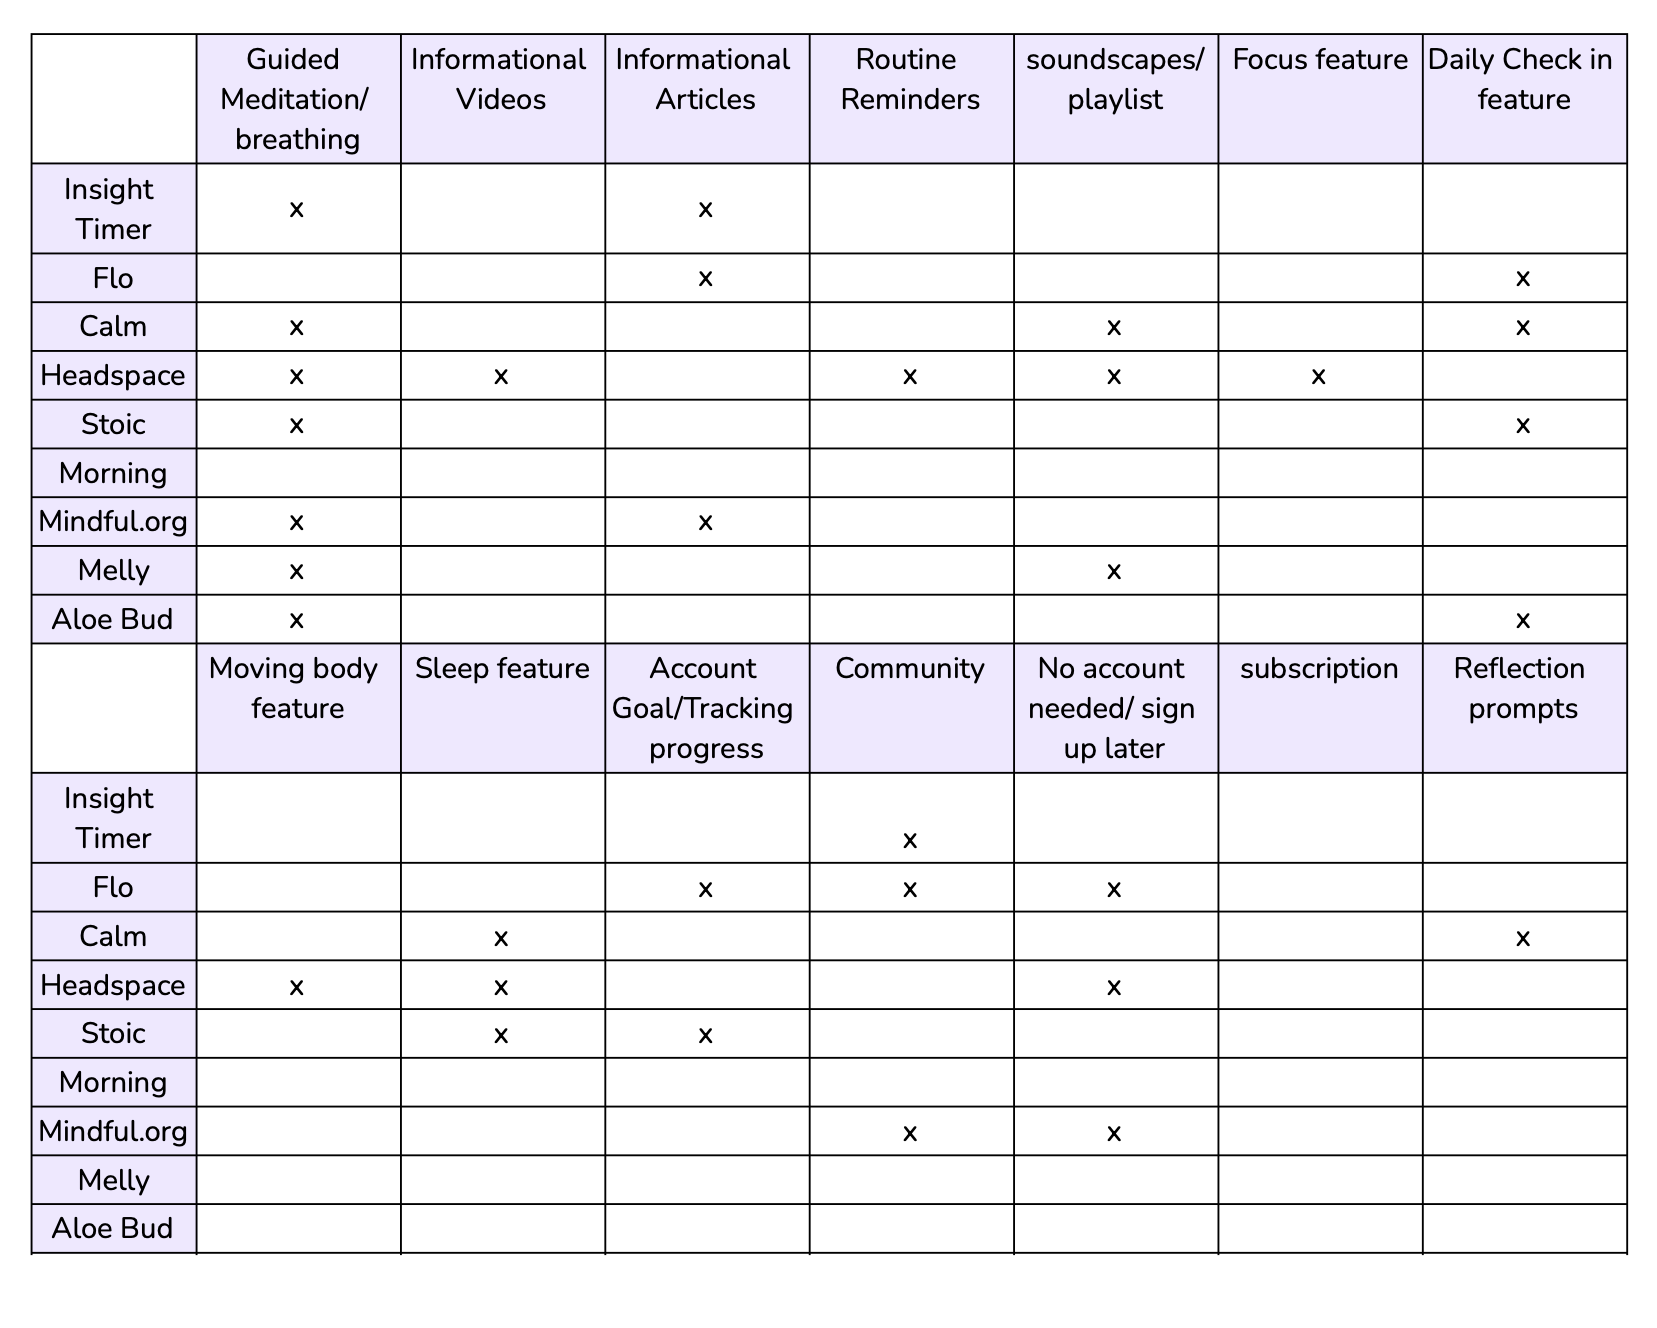 Guided Meditation/ breathing | Informational Videos | Informational Articles | Routine Reminders | soundscapes/ playlist | Focus feature | Daily Check in feature
Insight Timer | x | | x | | | |
Flo | | | x | | | | x
Calm | x | | | | x | | x
Headspace | x | x | | x | x | x |
Stoic | x | | | | | | x
Morning
Mindful.org | x | | x | | | |
Melly | x | | | | x | |
Aloe Bud | x | | | | | | x
Moving body feature | Sleep feature | Account Goal/Tracking progress | Community | No account needed/ sign up later | subscription | Reflection prompts
Insight Timer | | | | x | | |
Flo | | | x | x | x | |
Calm | | x | | | | | x
Headspace | x | x | | | x | |
Stoic | | x | x | | | |
Morning
Mindful.org | | | | x | x | |
Melly
Aloe Bud